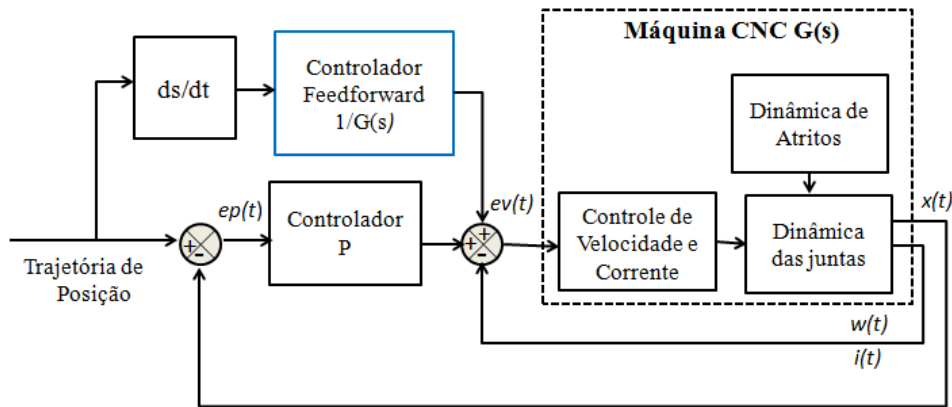 Máquina CNC G(s)
ds/dt
Controlador
Feedforward
1/G(s)
Dinâmica de
Atritos
ep(t)
Controlador
P
ev(t)
Controle de
Velocidade e
Corrente
Dinâmica
das juntas
x(t)
+
-
+
+
-
Trajetória de
Posição
w(t)
i(t)